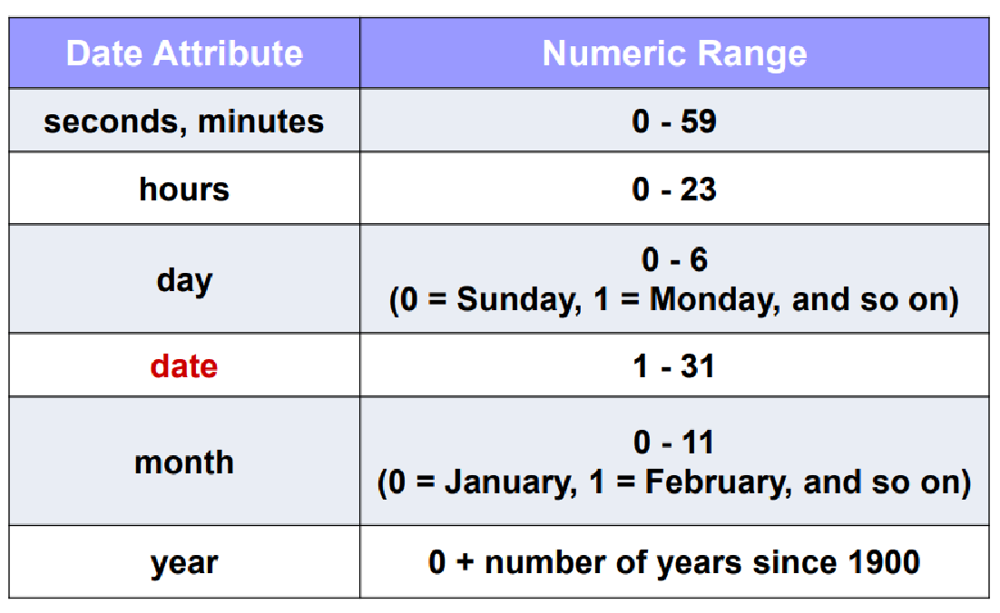 Date Attribute Numeric Range
seconds, minutes 0 - 59
hours 0 - 23
day 0 - 6
(0 = Sunday, 1 = Monday, and so on)
date 1 - 31
month 0 - 11
(0 = January, 1 = February, and so on)
year 0 + number of years since 1900